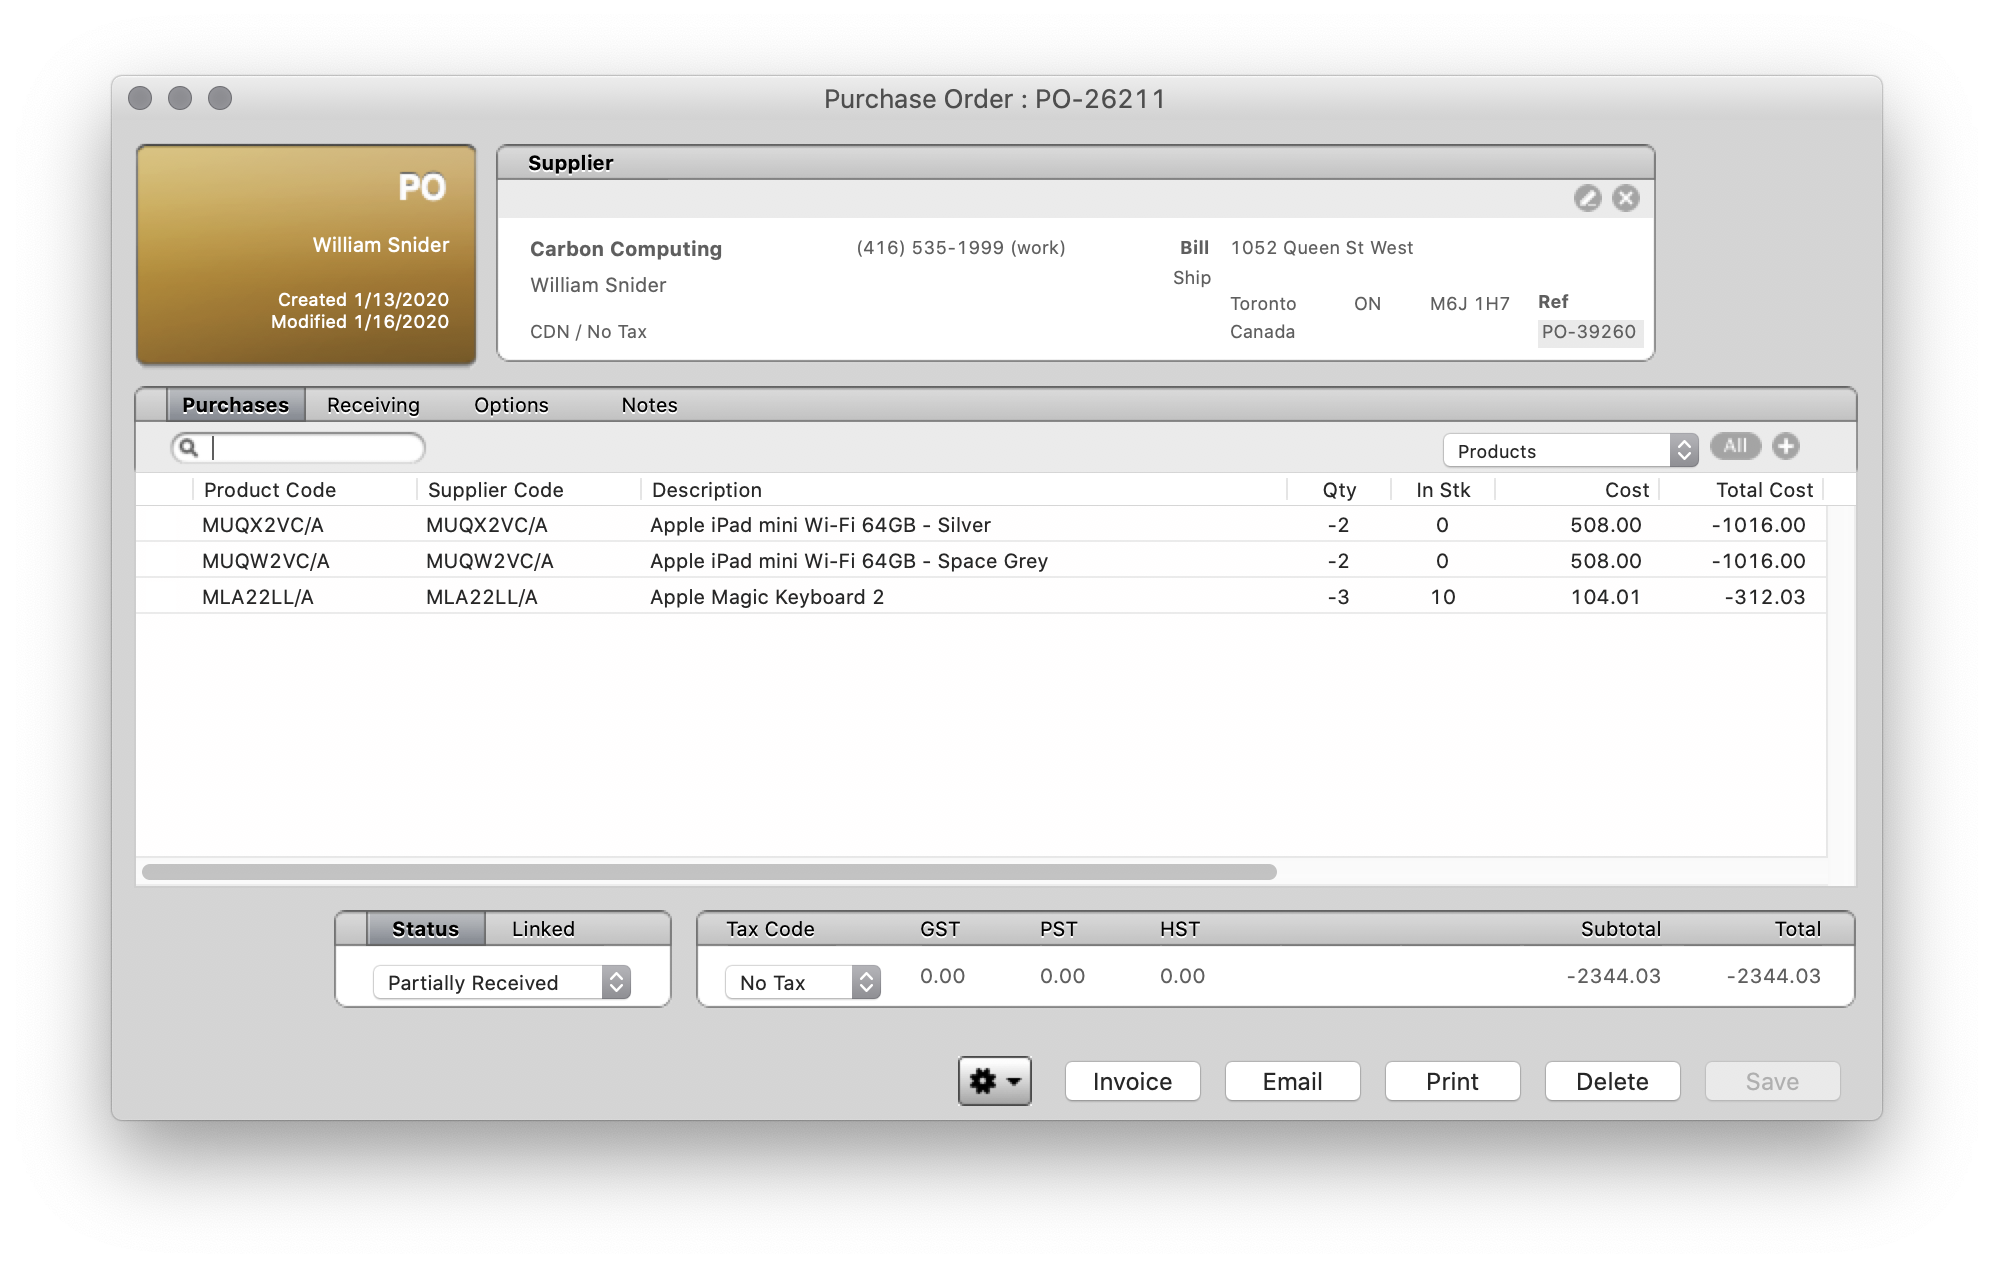 Purchase Order : PO-26211
PO
William Snider
Created 1/13/2020
Modified 1/16/2020
Supplier
Carbon Computing (416) 535-1999 (work) Bill 1052 Queen St West
William Snider Ship
Toronto ON M6J 1H7 Ref
CDN / No Tax Canada PO-39260
Purchases Receiving Options Notes
Products All
Product Code Supplier Code Description Qty In Stk Cost Total Cost
MUQX2VC/A MUQX2VC/A Apple iPad mini Wi-Fi 64GB - Silver -2 0 508.00 -1016.00
MUQW2VC/A MUQW2VC/A Apple iPad mini Wi-Fi 64GB - Space Grey -2 0 508.00 -1016.00
MLA22LL/A MLA22LL/A Apple Magic Keyboard 2 -3 10 104.01 -312.03
Status Linked Tax Code GST PST HST Subtotal Total
Partially Received No Tax 0.00 0.00 0.00 -2344.03 -2344.03
Invoice Email Print Delete Save